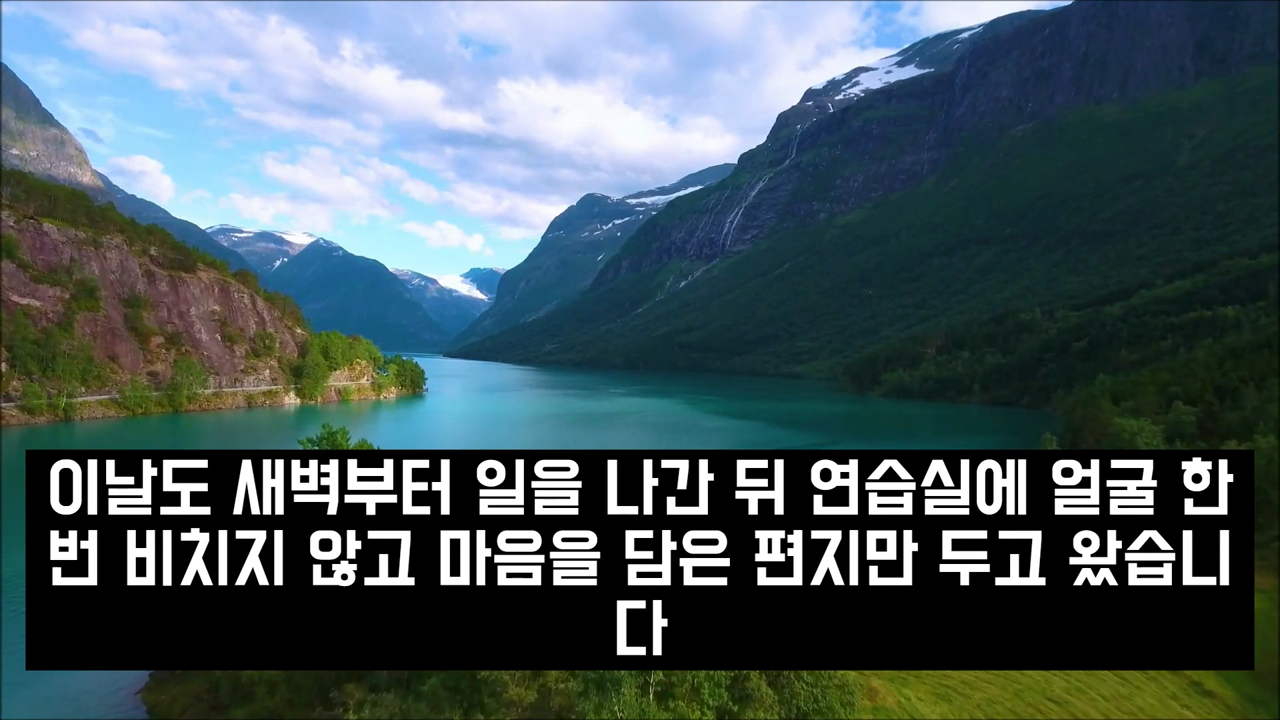 이날도 새벽부터 일을 나간 뒤 연습실에 얼굴 한
번 비치지 않고 마음을 담은 편지만 두고 왔습니
다